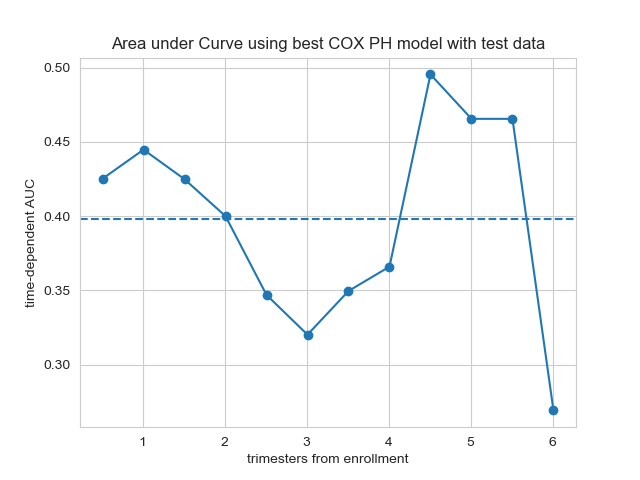 Area under Curve using best COX PH model with test data
time-dependent AUC
0.50
0.45
0.40
0.35
0.30
1 2 3 4 5 6
trimesters from enrollment